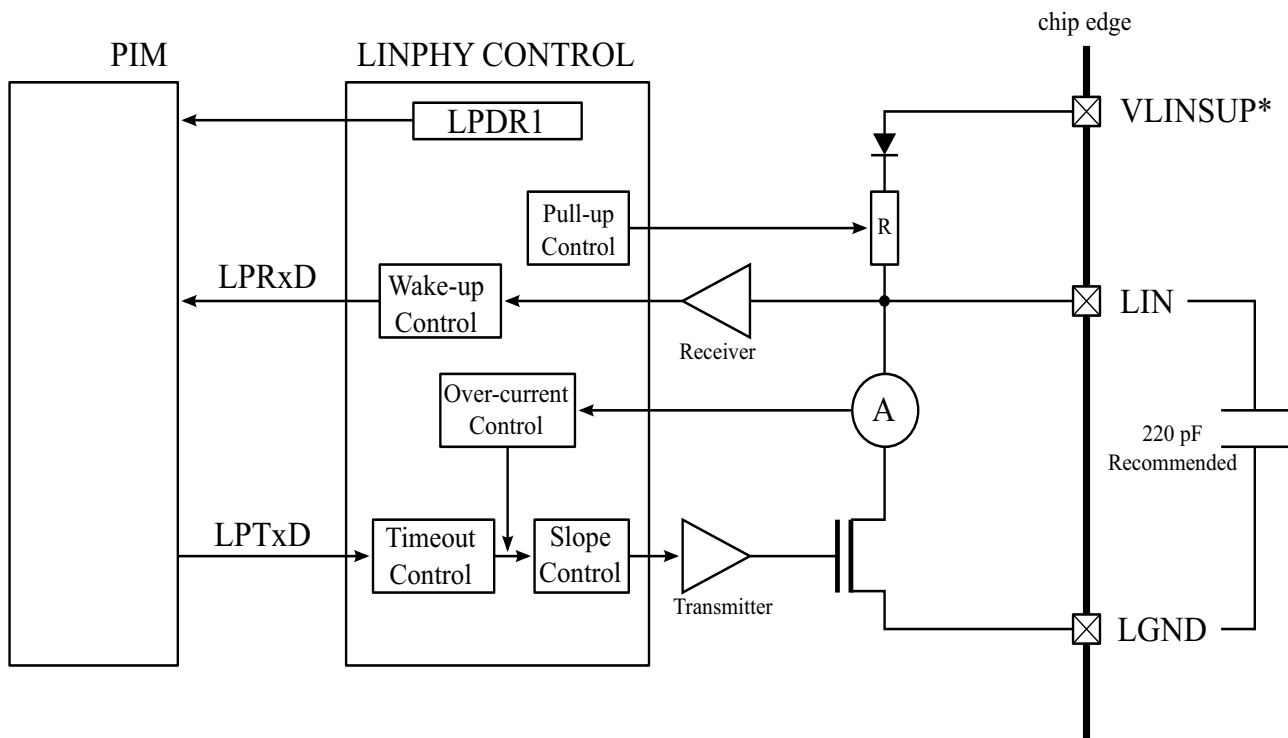 chip edge
PIM
LINPHY CONTROL
LPDR1
VLINSUP*
Pull-up
Control
R
LPRxD
Wake-up
Control
Receiver
LIN
Over-current
Control
A
220 pF
Recommended
LPTxD
Timeout
Control
Slope
Control
Transmitter
LGND